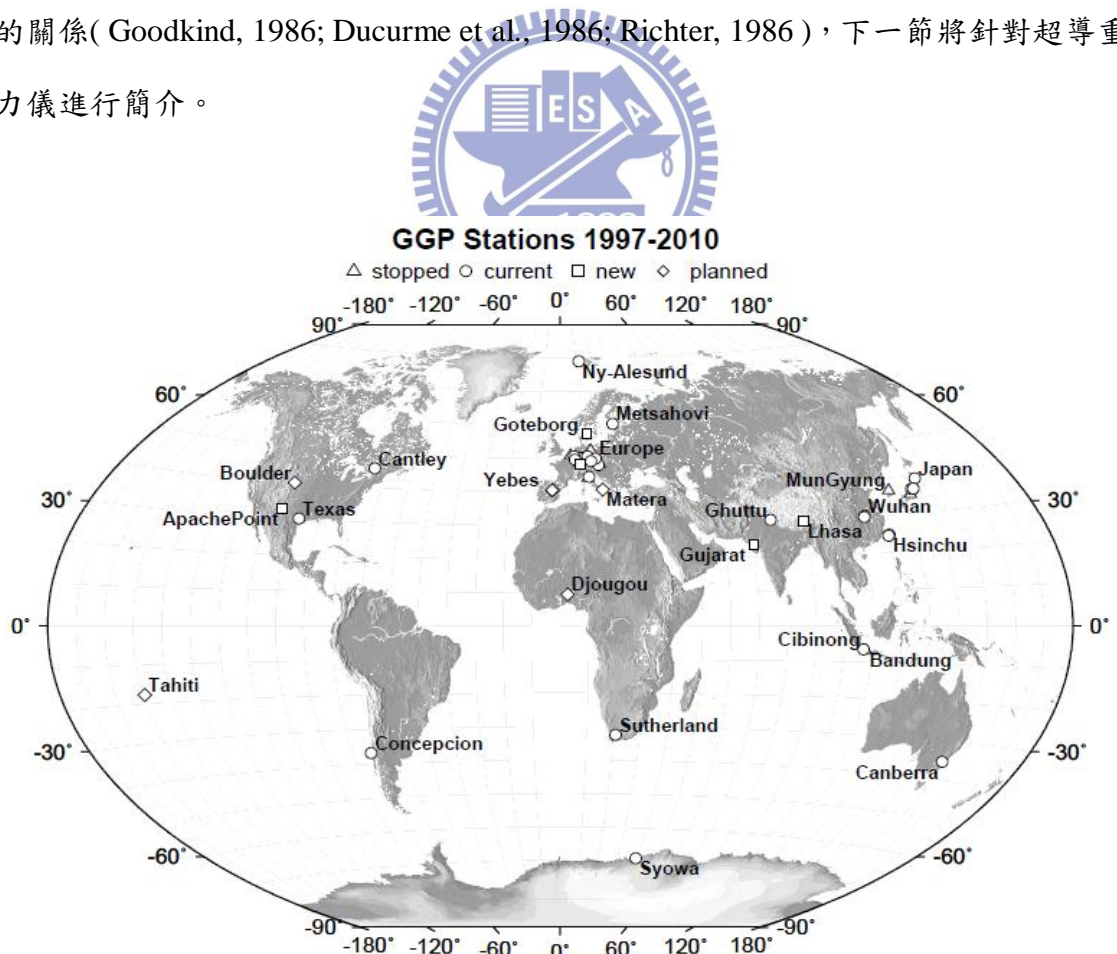 的關係( Goodkind, 1986; Ducurme et al., 1986; Richter, 1986 )，下一節將針對超導重
力儀進行簡介。
E S A
GGP Stations 1997-2010
stopped current new planned
-180° -120° -60° 0° 60° 120° 180°
90° 90°
Ny-Alesund
60° 60°
Goteborg Metsahovi
Europe
Boulder Cantley Yebes Matera MunGyung Japan
30° 30°
ApachePoint Texas Ghuttu Wuhan
Lhasa Hsinchu
Gujarat
Djougou
0° 0°
Cibinong
Bandung
Tahiti
Sutherland
-30° Concepcion -30°
Canberra
-60° -60°
Syowa
-90° -90°
-180° -120° -60° 0° 60° 120° 180°